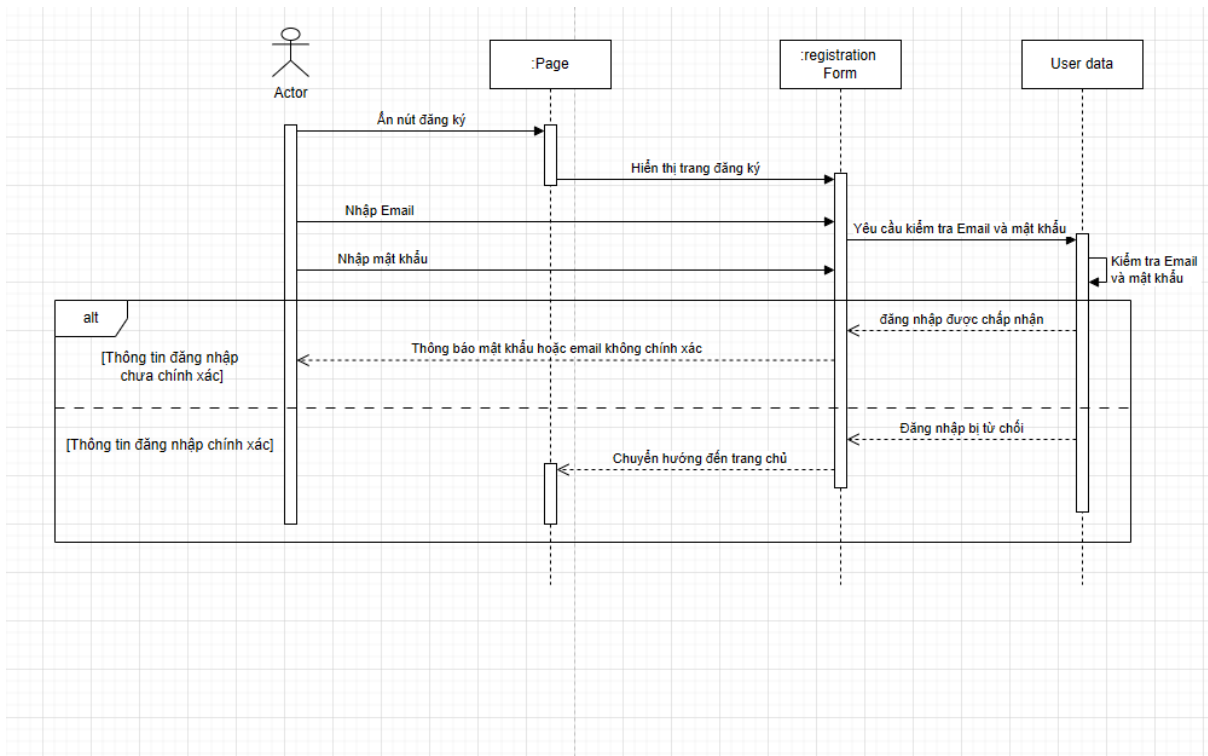 :Page
:registration
Form
User data
Actor
Ấn nút đăng ký
Hiển thị trang đăng ký
Nhập Email
Yêu cầu kiểm tra Email và mật khẩu
Nhập mật khẩu
Kiểm tra Email
và mật khẩu
alt
đăng nhập được chấp nhận
[Thông tin đăng nhập
chưa chính xác]
Thông báo mật khẩu hoặc email không chính xác
Đăng nhập bị từ chối
[Thông tin đăng nhập chính xác]
Chuyển hướng đến trang chủ